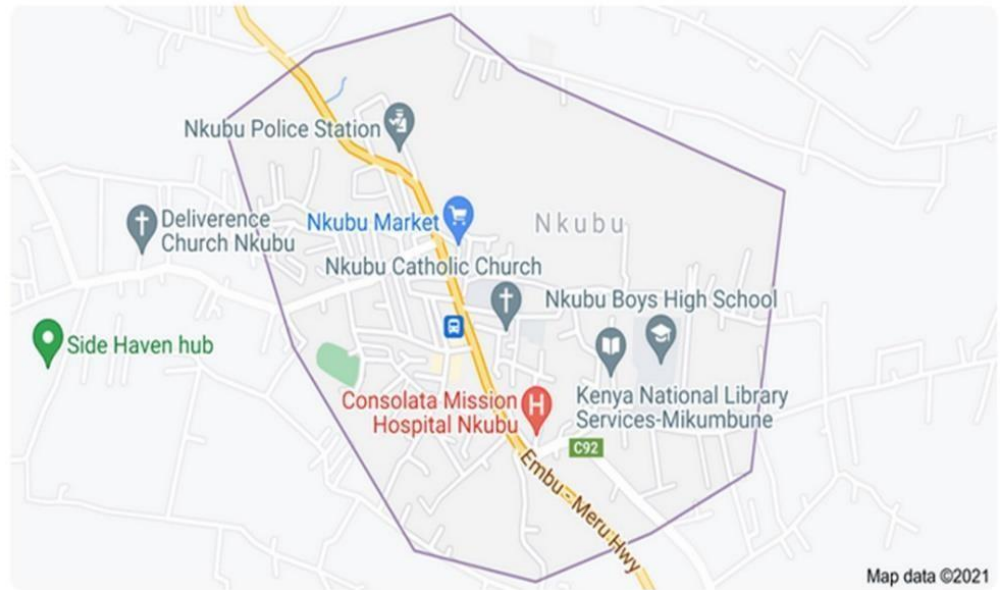 Nkubu Police Station
Deliverence
Church Nkubu
Nkubu Market
Nkubu
Nkubu Catholic Church
Nkubu Boys High School
Side Haven hub
Consolata Mission
Hospital Nkubu
H
Kenya National Library
Services-Mikumbune
C92
Embu - Meru Hwy
Map data ©2021